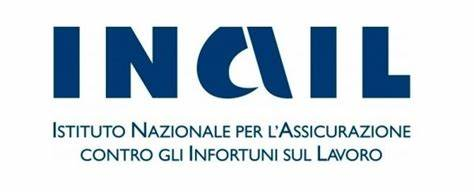 INAIL
ISTITUTO NAZIONALE PER L'ASSICURAZIONE
CONTRO GLI INFORTUNI SUL LAVORO